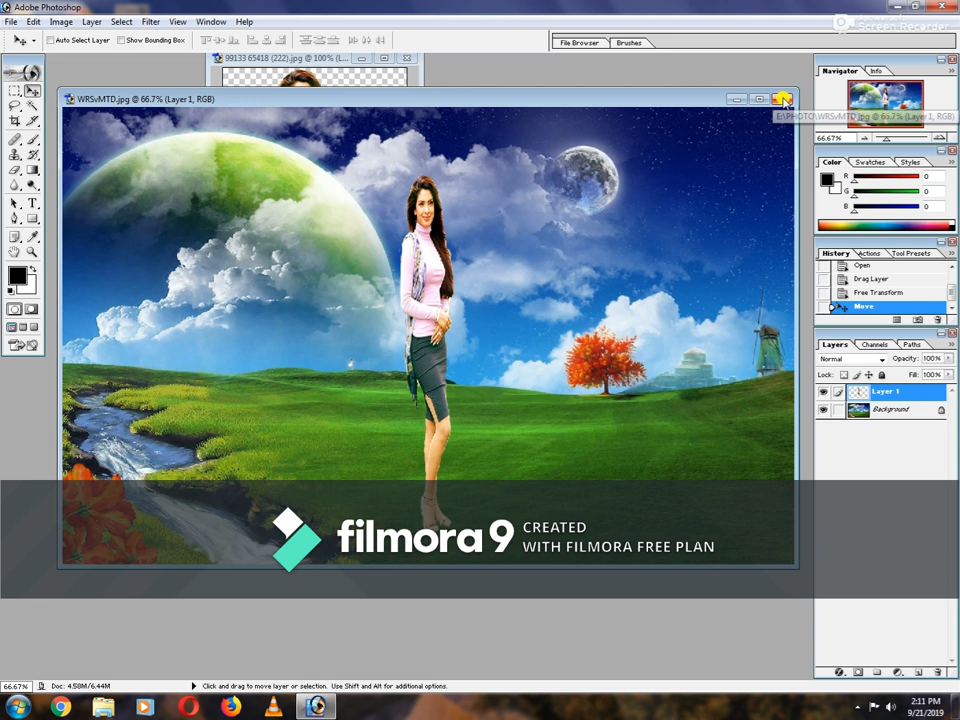 Adobe Photoshop
File Edit Image Layer Select Filter View Window Help
Screen Recorder
Auto Select Layer Show Bounding Box
File Browser Brushes
99133 65418 (222).jpg @ 100% (L...
WRSvMTD.jpg @ 66.7% (Layer 1, RGB)
E:\PHOTO\WRSvMTD.jpg @ 66.7% (Layer 1, RGB)
Navigator Info
66.67%
Color Swatches Styles
R 0
G 0
B 0
History Actions Tool Presets
Open
Drag Layer
Free Transform
Move
Layers Channels Paths
Normal Opacity: 100%
Lock: Fill: 100%
Layer 1
Background
T
filmora 9 CREATED
WITH FILMORA FREE PLAN
66.67% Doc: 4.58M/6.44M Click and drag to move layer or selection. Use Shift and Alt for additional options.
2:11 PM
9/21/2019